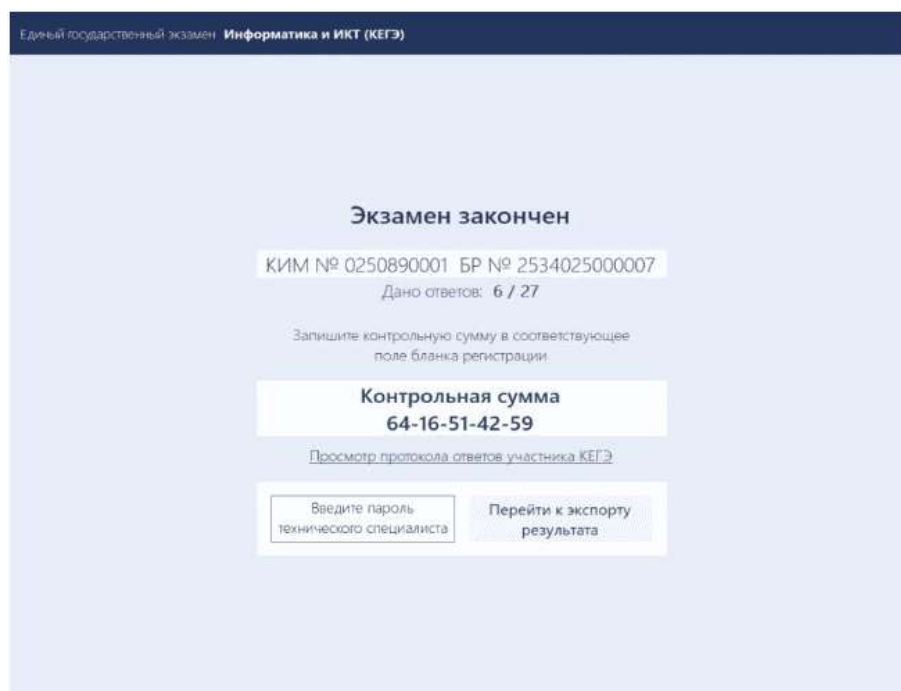 Единый государственный экзамен Информатика и ИКТ (КЕГЭ)
Экзамен закончен
КИМ № 0250890001 БР № 2534025000007
Дано ответов: 6 / 27
Запишите контрольную сумму в соответствующее
поле бланка регистрации
Контрольная сумма
64-16-51-42-59
Просмотр протокола ответов участника КЕГЭ
Введите пароль
технического специалиста
Перейти к экспорту
результата